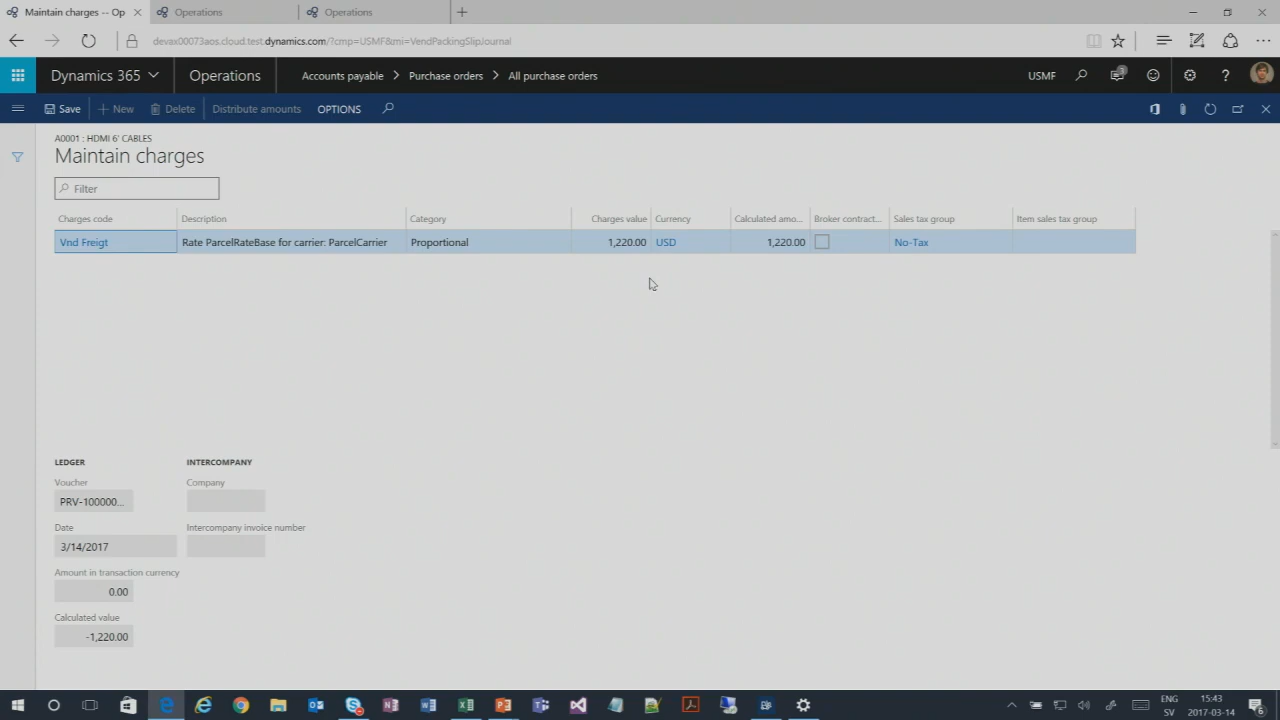 Maintain charges -- Op
Operations
Operations
devax00073aos.cloud.test.dynamics.com/?cmp=USMF&mi=VendPackingSlipJournal
Dynamics 365
Operations
Accounts payable > Purchase orders > All purchase orders
USMF
3
?
Save
+ New
Delete
Distribute amounts
OPTIONS
A0001 : HDMI 6' CABLES
Maintain charges
Filter
Charges code
Description
Category
Charges value
Currency
Calculated amo...
Broker contract...
Sales tax group
Item sales tax group
Vnd Freigt
Rate ParcelRateBase for carrier: ParcelCarrier
Proportional
1,220.00
USD
1,220.00
No-Tax
LEDGER
INTERCOMPANY
Voucher
Company
PRV-100000...
Date
Intercompany invoice number
3/14/2017
Amount in transaction currency
0.00
Calculated value
-1,220.00
ENG
SV
15:43
2017-03-14
6